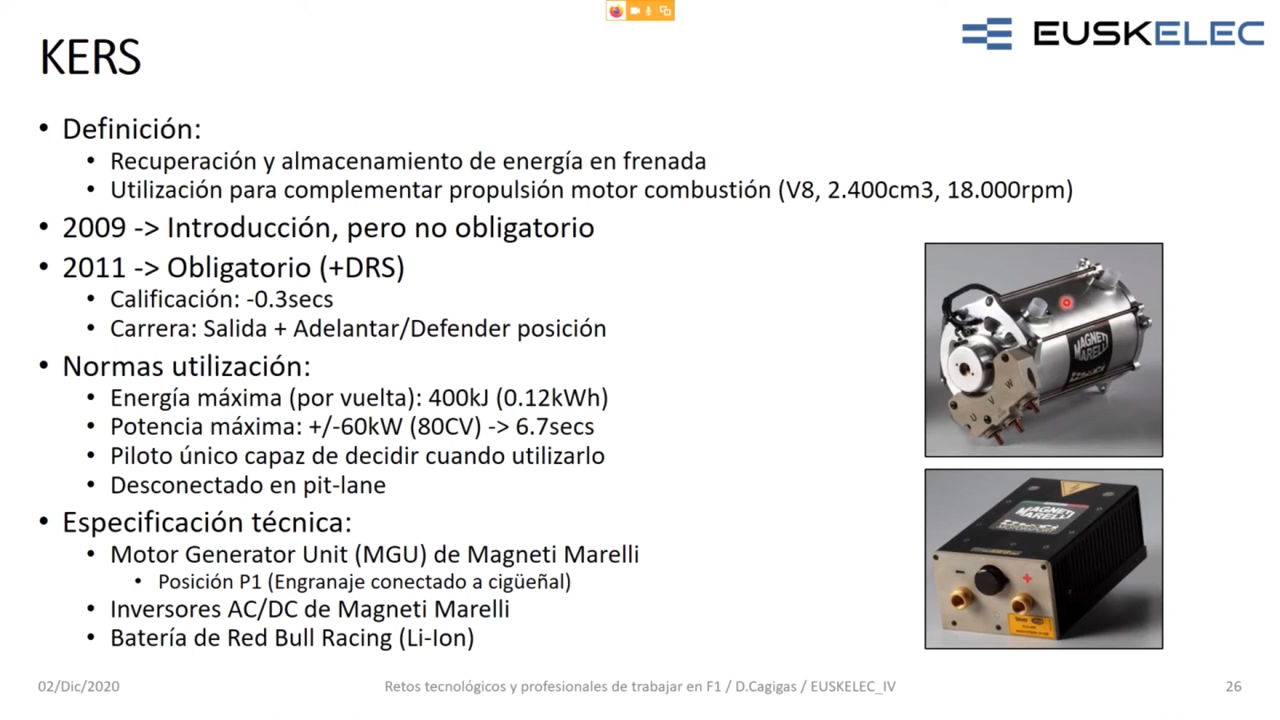 EUSKELEC
KERS
• Definición:
• Recuperación y almacenamiento de energía en frenada
• Utilización para complementar propulsión motor combustión (V8, 2.400cm3, 18.000rpm)
• 2009 -> Introducción, pero no obligatorio
• 2011 -> Obligatorio (+DRS)
• Calificación: -0.3secs
• Carrera: Salida + Adelantar/Defender posición
• Normas utilización:
• Energía máxima (por vuelta): 400kJ (0.12kWh)
• Potencia máxima: +/-60kW (80CV) -> 6.7secs
• Piloto único capaz de decidir cuando utilizarlo
• Desconectado en pit-lane
• Especificación técnica:
• Motor Generator Unit (MGU) de Magneti Marelli
• Posición P1 (Engranaje conectado a cigüeñal)
• Inversores AC/DC de Magneti Marelli
• Batería de Red Bull Racing (Li-Ion)
MAGNETI
MARELLI
U V W
MAGNETI
MARELLI
- +
02/Dic/2020
Retos tecnológicos y profesionales de trabajar en F1 / D.Cagigas / EUSKELEC_IV
26